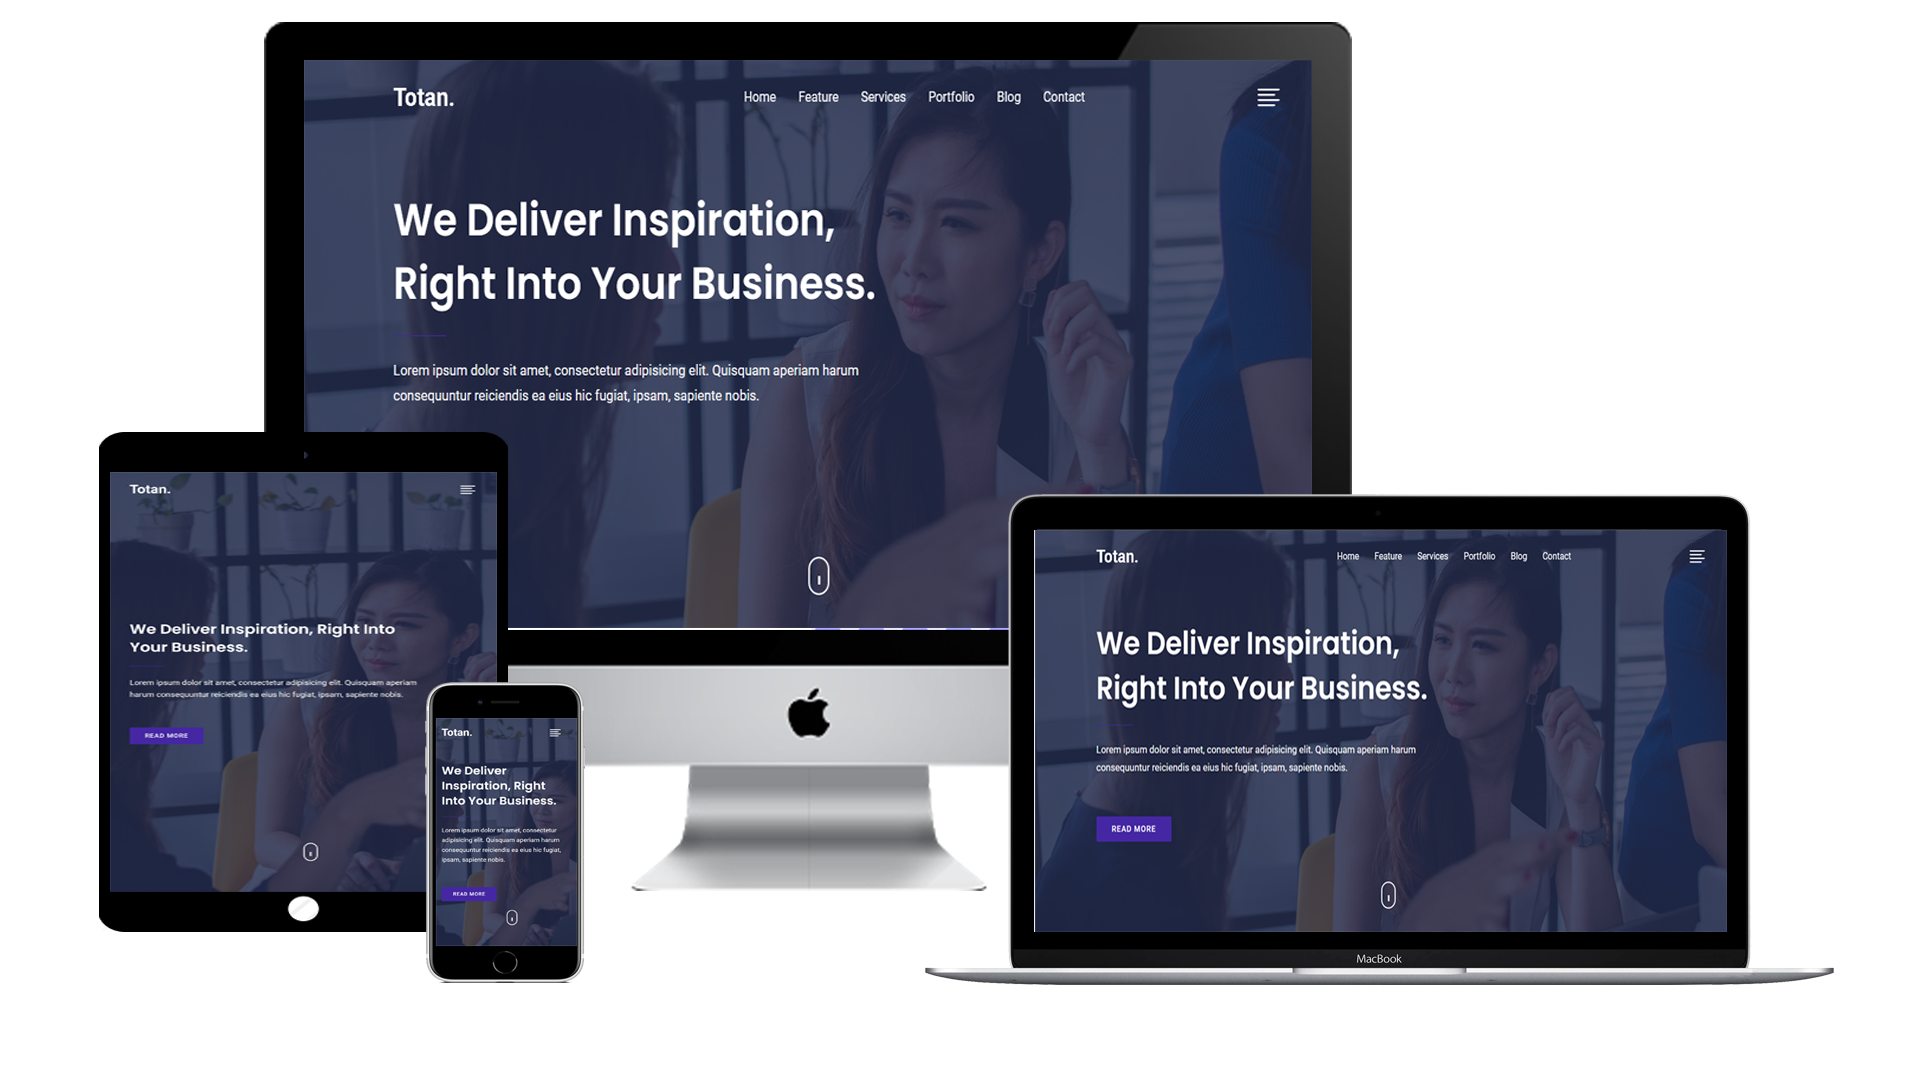 Totan.
Home Feature Services Portfolio Blog Contact
We Deliver Inspiration,
Right Into Your Business.
Lorem ipsum dolor sit amet, consectetur adipisicing elit. Quisquam aperiam harum
consequuntur reiciendis ea eius hic fugiat, ipsam, sapiente nobis.
Totan.
We Deliver Inspiration, Right Into
Your Business.
Lorem ipsum dolor sit amet, consectetur adipisicing elit. Quisquam aperiam
harum consequuntur reiciendis ea eius hic fugiat, ipsam, sapiente nobis.
READ MORE
Totan.
We Deliver
Inspiration, Right
Into Your Business.
Lorem ipsum dolor sit amet, consectetur
adipisicing elit. Quisquam aperiam harum
consequuntur reiciendis ea eius hic fugiat,
ipsam, sapiente nobis.
READ MORE
Totan.
Home Feature Services Portfolio Blog Contact
We Deliver Inspiration,
Right Into Your Business.
Lorem ipsum dolor sit amet, consectetur adipisicing elit. Quisquam aperiam harum
consequuntur reiciendis ea eius hic fugiat, ipsam, sapiente nobis.
READ MORE
MacBook